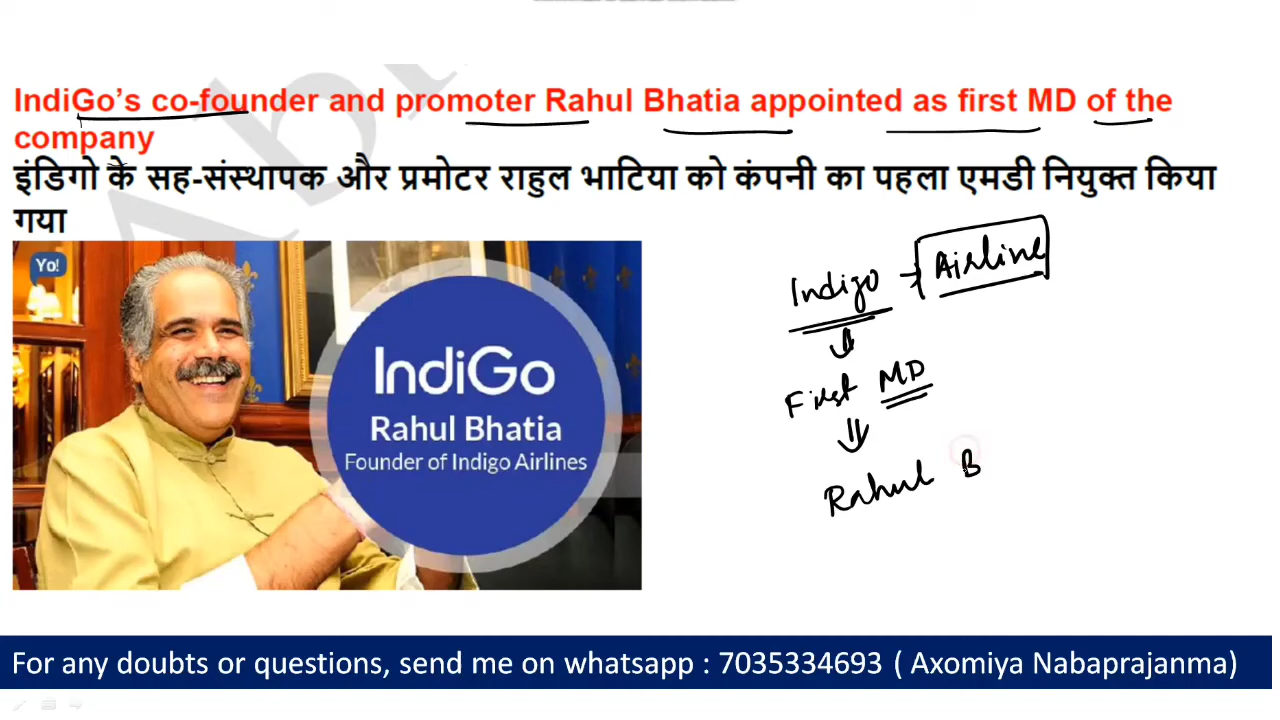 IndiGo's co-founder and promoter Rahul Bhatia appointed as first MD of the
company
इंडिगो के सह-संस्थापक और प्रमोटर राहुल भाटिया को कंपनी का पहला एमडी नियुक्त किया
गया
Yo!
IndiGo
Rahul Bhatia
Founder of Indigo Airlines
Indigo - Airline
First MD
Rahul B
For any doubts or questions, send me on whatsapp : 7035334693 ( Axomiya Nabaprajanma)